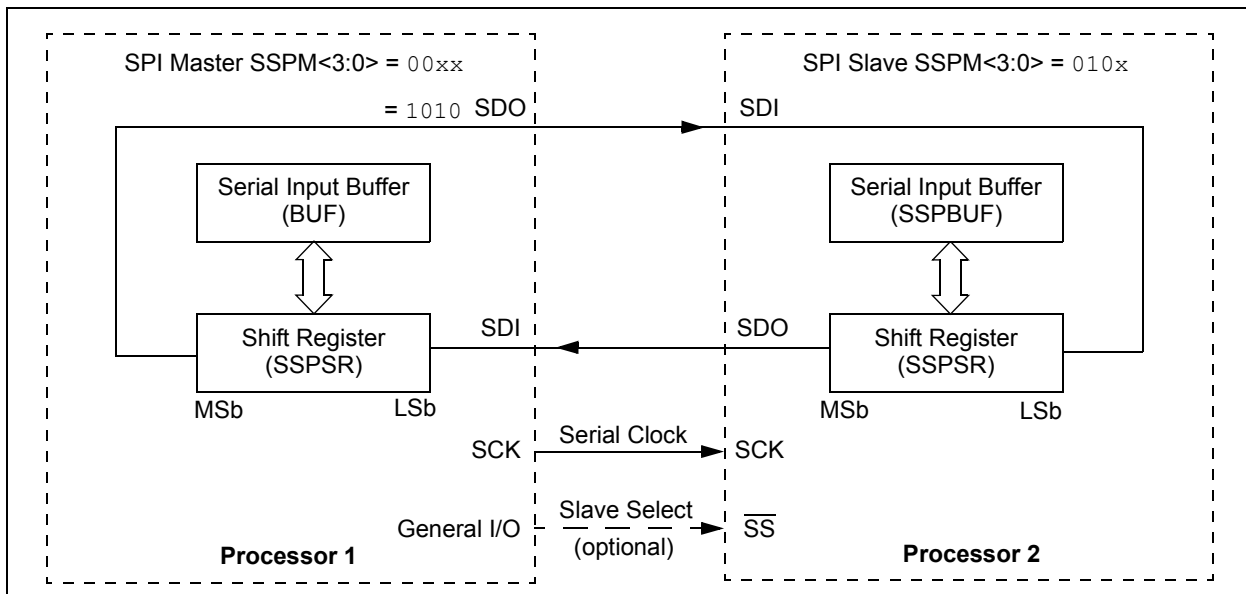 SPI Master SSPM<3:0> = 00xx
= 1010
SDO
Serial Input Buffer
(BUF)
Shift Register
(SSPSR)
MSb
LSb
SDI
SCK
General I/O
Processor 1
Serial Clock
Slave Select
(optional)
SPI Slave SSPM<3:0> = 010x
SDI
Serial Input Buffer
(SSPBUF)
SDO
Shift Register
(SSPSR)
MSb
LSb
SCK
S̅S̅
Processor 2